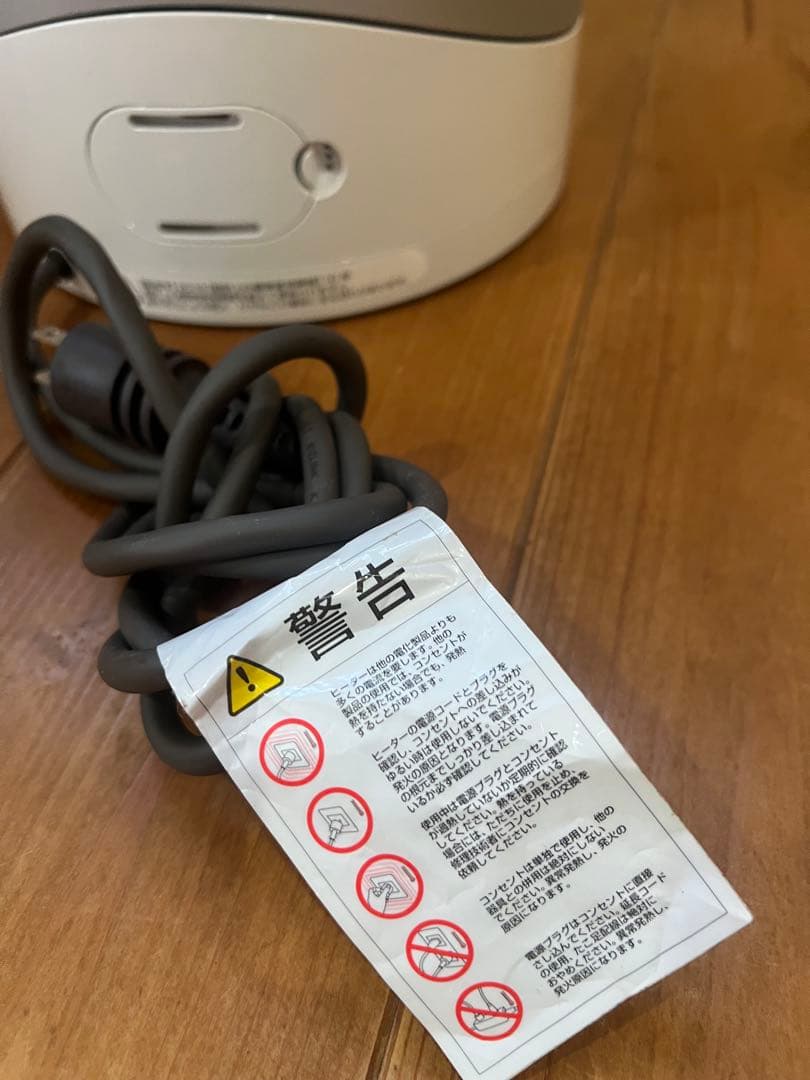 警告
ヒーターは他の電化製品よりも
多くの電流を要します。他の
製品の使用では、コンセントが
熱を持たない場合でも、発熱
することがあります。
ヒーターの電源コードとプラグを
確認し、コンセントへの差し込みが
ゆるい時は使用しないでください。
発火の原因となります。電源プラグ
の根元までしっかり差し込まれて
いるか必ず確認してください。
使用中は電源プラグとコンセント
が過熱していないか定期的に確認
してください。熱を持っている
場合には、ただちに使用を止め、
修理技術者にコンセントの交換を
依頼してください。
コンセントは単独で使用し、他の
器具との併用は絶対にしない
でください。異常発熱し、発火の
原因になります。
電源プラグはコンセントに直接
さし込んでください。延長コード
の使用、たこ足配線は絶対に
おやめください。異常発熱し、
発火原因になります。